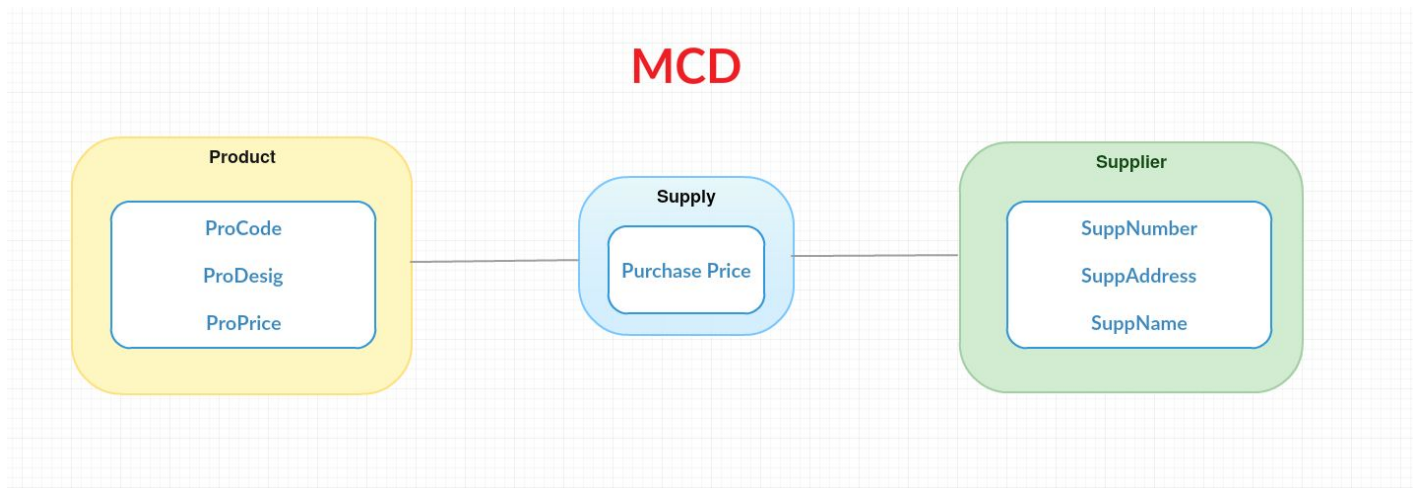 MCD
Product
ProCode
ProDesig
ProPrice
Supply
Purchase Price
Supplier
SuppNumber
SuppAddress
SuppName